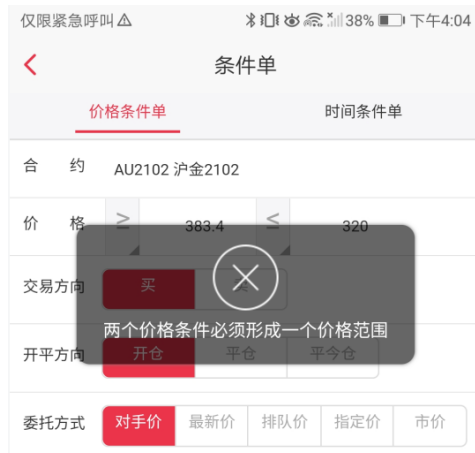 仅限紧急呼叫 38% 下午4:04
条件单
价格条件单 时间条件单
合 约 AU2102 沪金2102
价 格 ≥ 383.4 ≤ 320
交易方向 买
两个价格条件必须形成一个价格范围
开平方向 开仓 平仓 平今仓
委托方式 对手价 最新价 排队价 指定价 市价